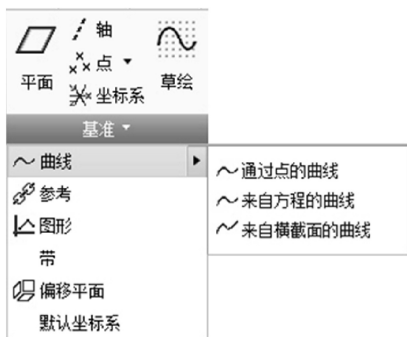 平面
轴
点
坐标系
草绘
基准
曲线
参考
图形
带
偏移平面
默认坐标系
通过点的曲线
来自方程的曲线
来自横截面的曲线